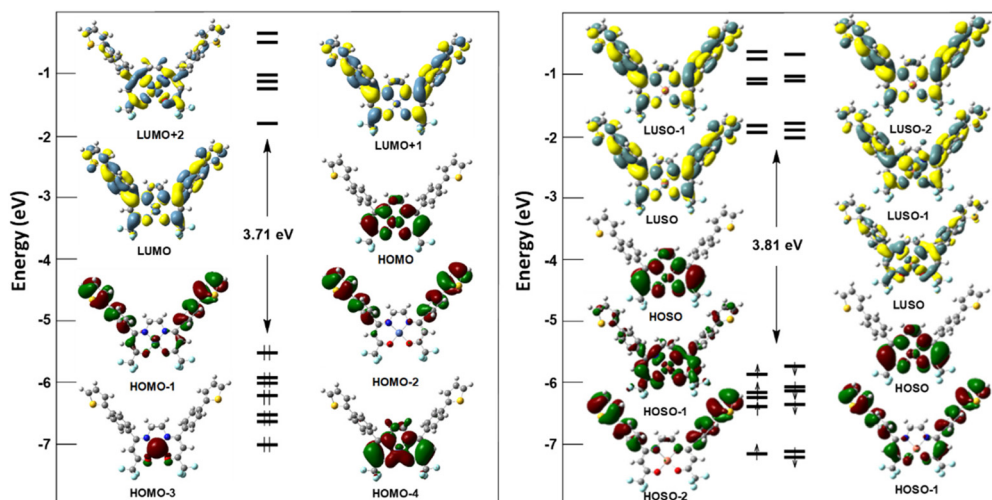 Energy (eV)
-1
-2
-3
-4
-5
-6
-7
LUMO+2
LUMO+1
LUMO
HOMO
3.71 eV
HOMO-1
HOMO-2
HOMO-3
HOMO-4
Energy (eV)
-1
-2
-3
-4
-5
-6
-7
LUSO-1
LUSO-2
LUSO
LUSO-1
3.81 eV
HOSO
LUSO
HOSO-1
HOSO
HOSO-2
HOSO-1